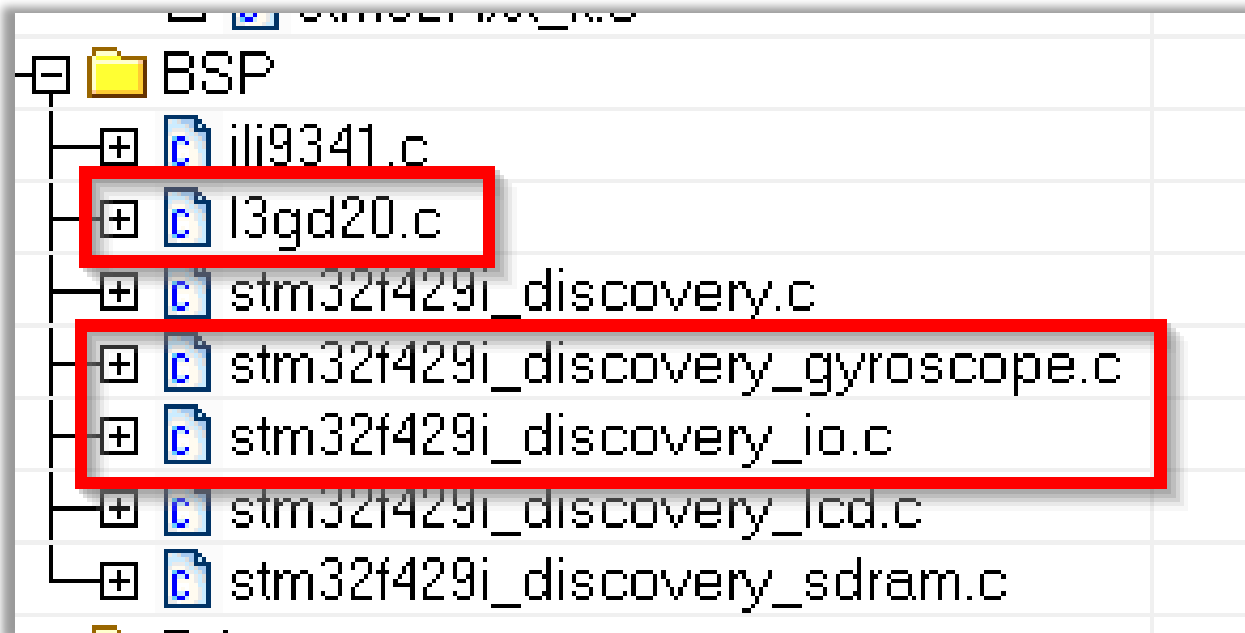 BSP
ili9341.c
l3gd20.c
stm32f429i_discovery.c
stm32f429i_discovery_gyroscope.c
stm32f429i_discovery_io.c
stm32f429i_discovery_lcd.c
stm32f429i_discovery_sdram.c